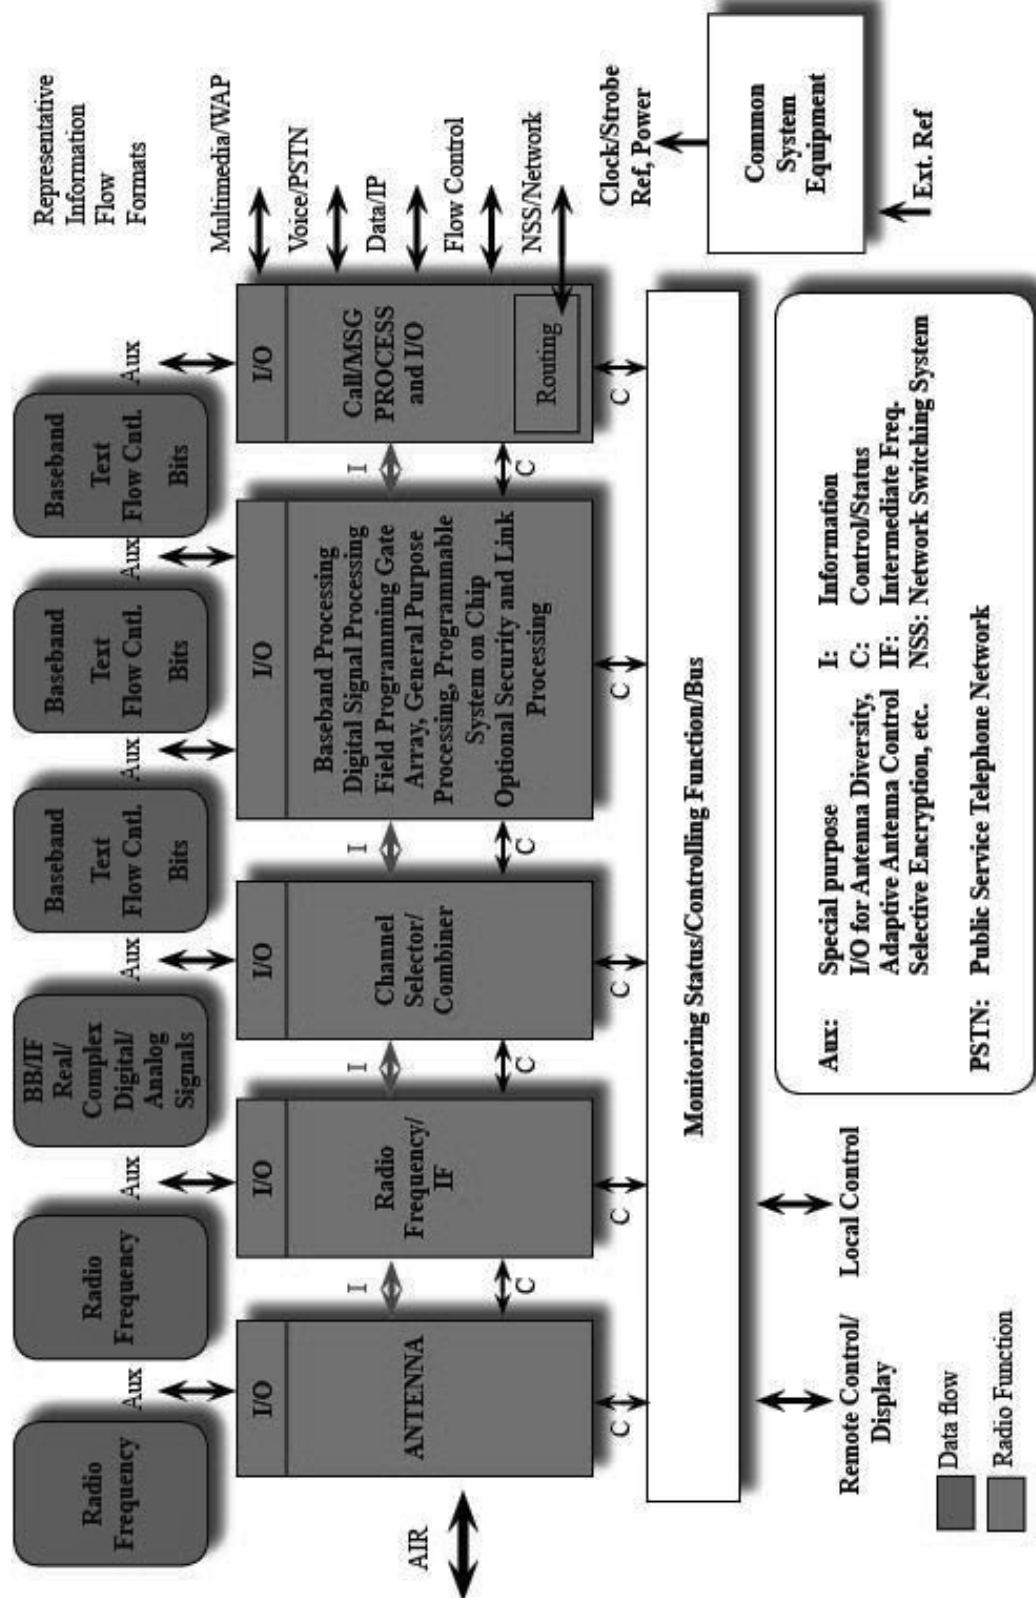 Representative
Information
Flow
Formats
Radio
Frequency
Radio
Frequency
BB/IF
Real/
Complex
Digital/
Analog
Signals
Baseband
Text
Flow Cntl.
Bits
Baseband
Text
Flow Cntl.
Bits
Baseband
Text
Flow Cntl.
Bits
Aux
Aux
Aux
Aux
Aux
Aux
AIR
I/O
ANTENNA
I
C
I/O
Radio
Frequency/
IF
I
C
I/O
Channel
Selector/
Combiner
I
C
I/O
Baseband Processing
Digital Signal Processing
Field Programming Gate
Array, General Purpose
Processing, Programmable
System on Chip
Optional Security and Link
Processing
I
C
I/O
Call/MSG
PROCESS
and I/O
Routing
Multimedia/WAP
Voice/PSTN
Data/IP
Flow Control
NSS/Network
C
C
C
C
C
Monitoring Status/Controlling Function/Bus
Clock/Strobe
Ref, Power
Common
System
Equipment
Ext. Ref
Remote Control/
Display
Local Control
Aux: Special purpose
I/O for Antenna Diversity,
Adaptive Antenna Control
Selective Encryption, etc.
I: Information
C: Control/Status
IF: Intermediate Freq.
NSS: Network Switching System
PSTN: Public Service Telephone Network
Data flow
Radio Function